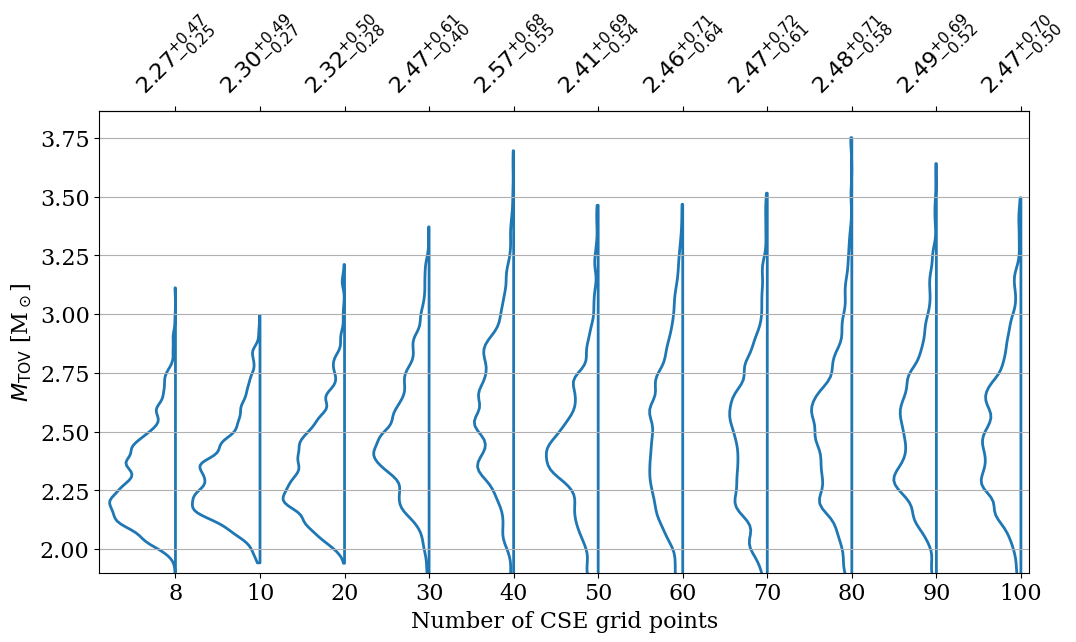 2.27^{+0.47}_{-0.25} 2.30^{+0.49}_{-0.27} 2.32^{+0.50}_{-0.28} 2.47^{+0.61}_{-0.40} 2.57^{+0.68}_{-0.55} 2.41^{+0.69}_{-0.54} 2.46^{+0.71}_{-0.64} 2.47^{+0.72}_{-0.61} 2.48^{+0.71}_{-0.58} 2.49^{+0.69}_{-0.52} 2.47^{+0.70}_{-0.50}
3.75
3.50
3.25
3.00
2.75
2.50
2.25
2.00
M_{TOV} [M_⊙]
8 10 20 30 40 50 60 70 80 90 100
Number of CSE grid points